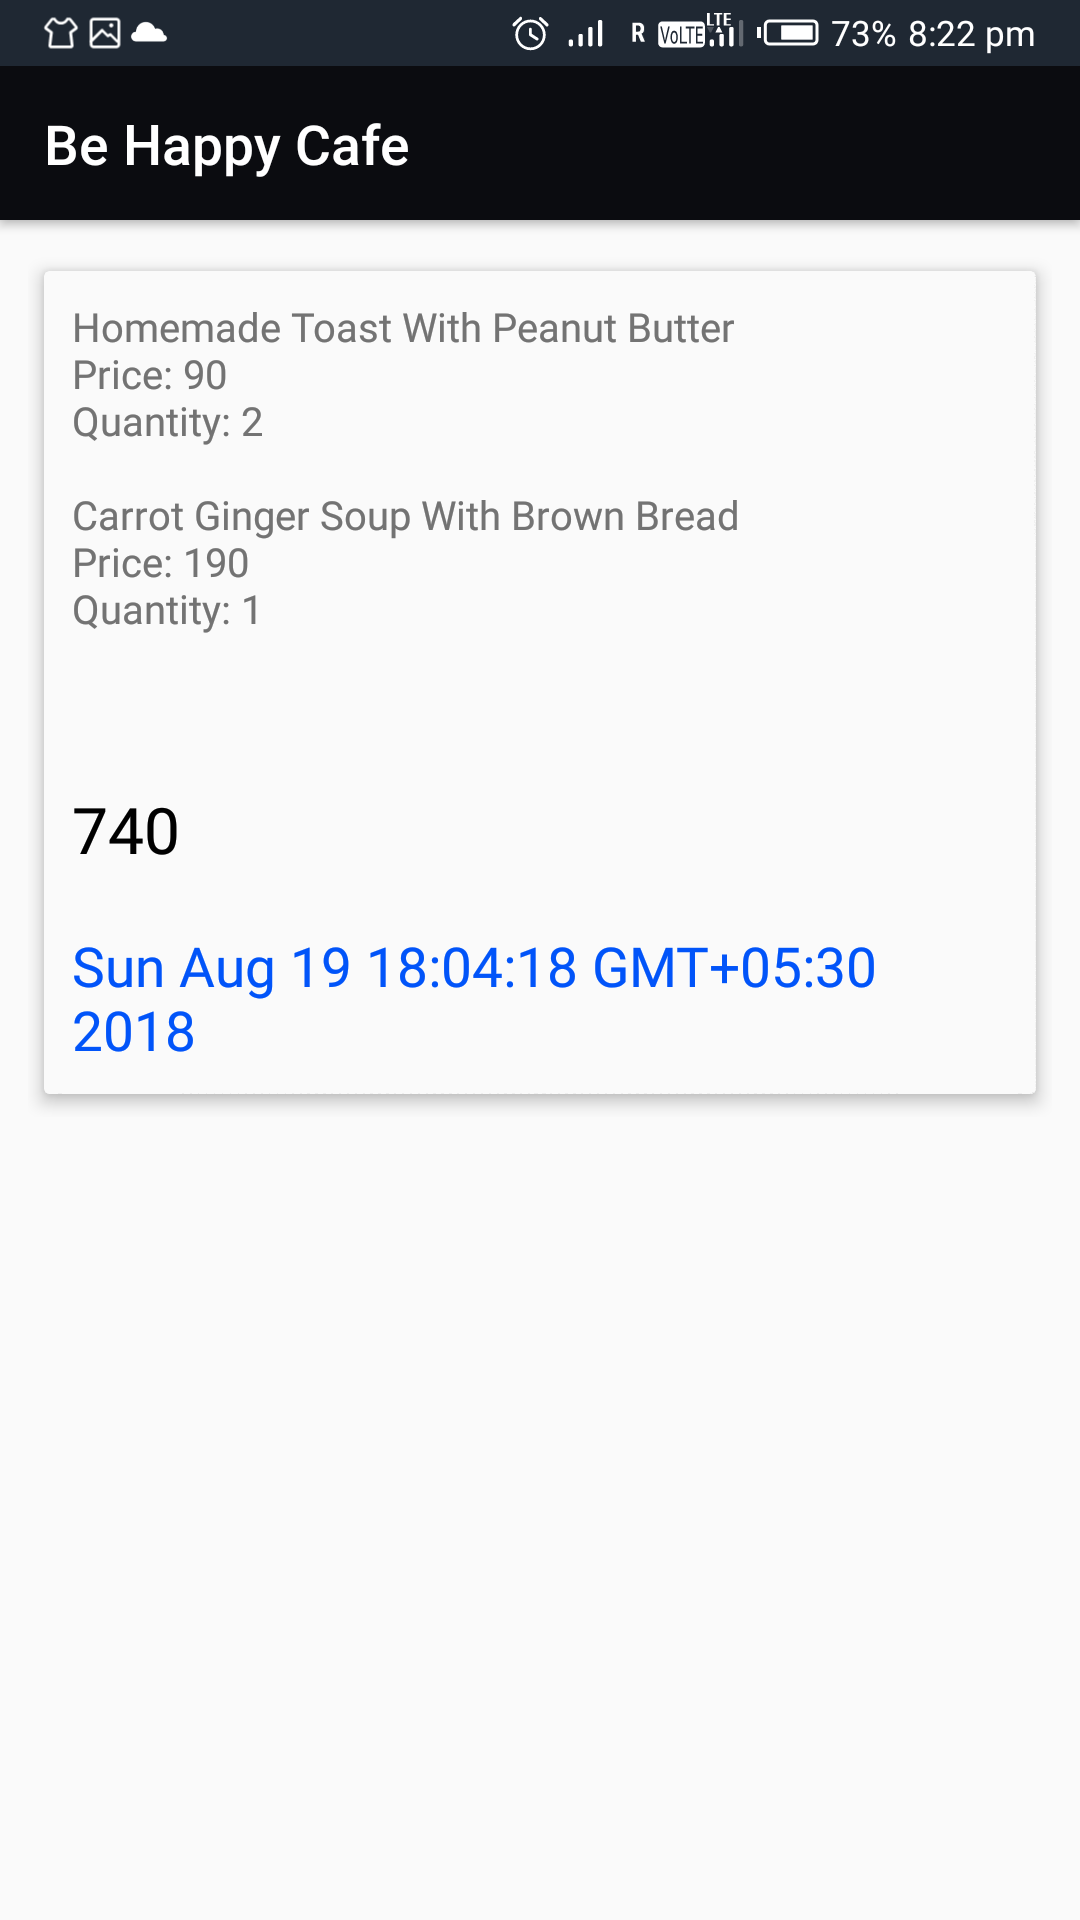 R VoLTE LTE 73% 8:22 pm
Be Happy Cafe
Homemade Toast With Peanut Butter
Price: 90
Quantity: 2
Carrot Ginger Soup With Brown Bread
Price: 190
Quantity: 1
740
Sun Aug 19 18:04:18 GMT+05:30
2018